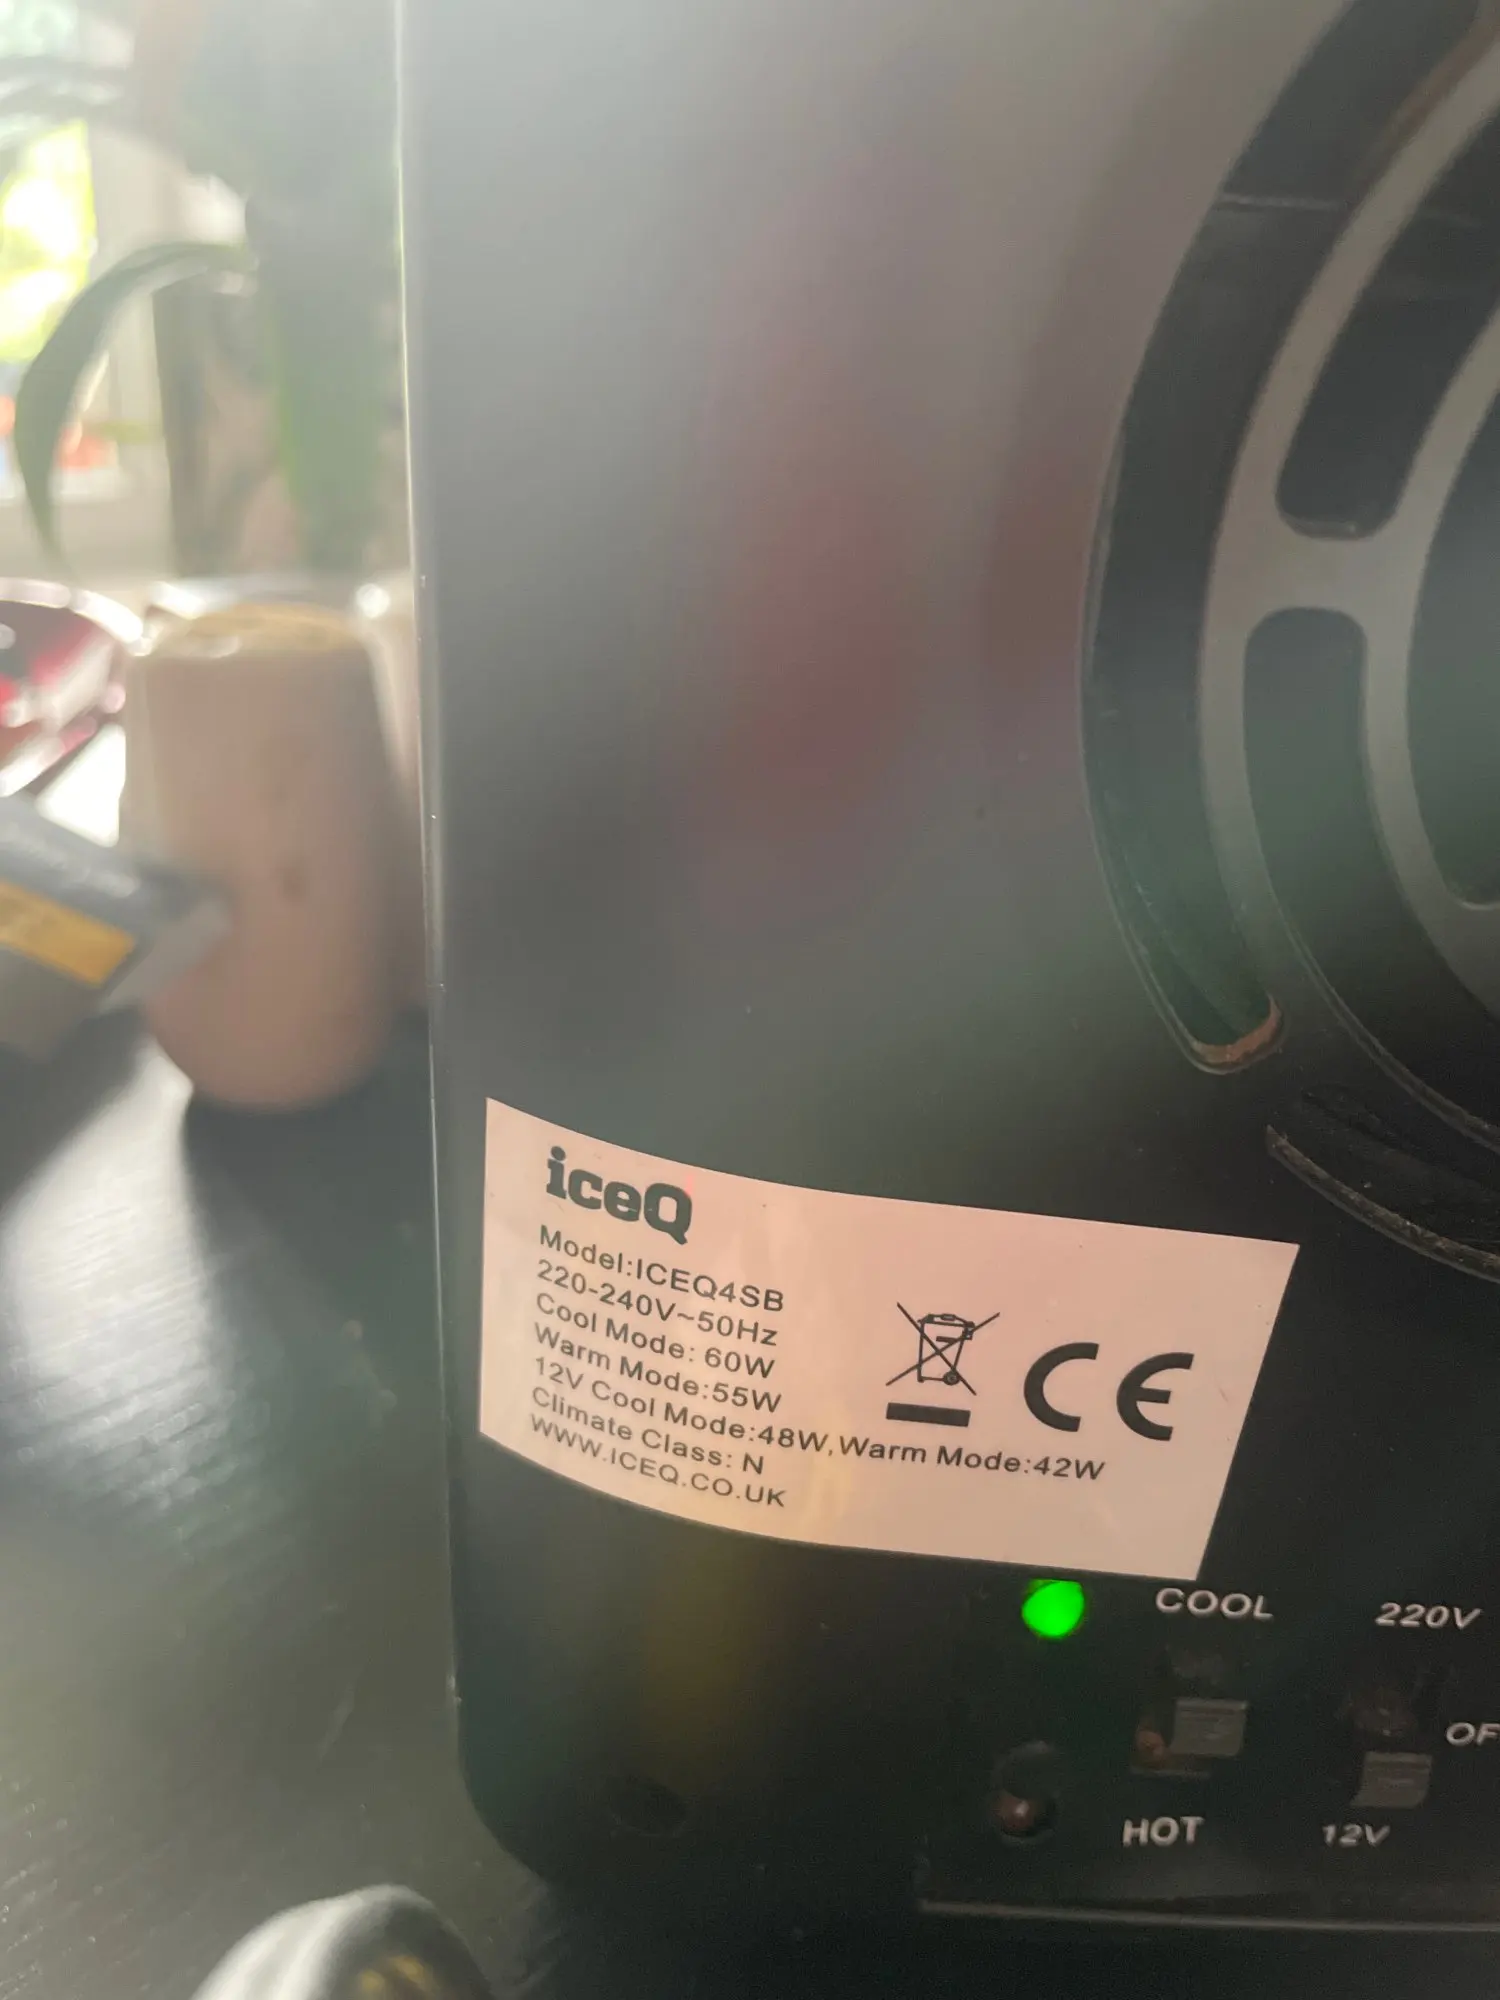 iceQ
Model:ICEQ4SB
220-240V~50Hz
Cool Mode: 60W
Warm Mode:55W
12V Cool Mode:48W,Warm Mode:42W
Climate Class: N
WWW.ICEQ.CO.UK
CE
COOL
220V
OF
HOT
12V